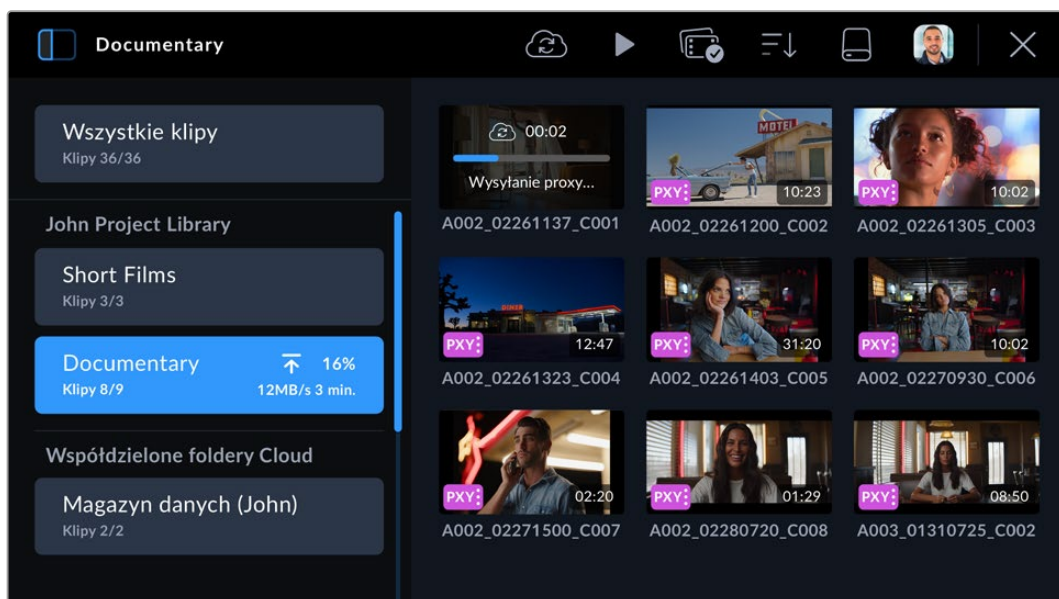 Documentary
Wszystkie klipy
Klipy 36/36
John Project Library
Short Films
Klipy 3/3
Documentary 16%
Klipy 8/9 12MB/s 3 min.
Współdzielone foldery Cloud
Magazyn danych (John)
Klipy 2/2
00:02
Wysyłanie proxy...
MOTEL
PXY 10:23
PXY 10:02
A002_02261137_C001 A002_02261200_C002 A002_02261305_C003
DINER
PXY 12:47 PXY 31:20 PXY 10:02
A002_02261323_C004 A002_02261403_C005 A002_02270930_C006
PXY 02:20 PXY 01:29 PXY 08:50
A002_02271500_C007 A002_02280720_C008 A003_01310725_C002